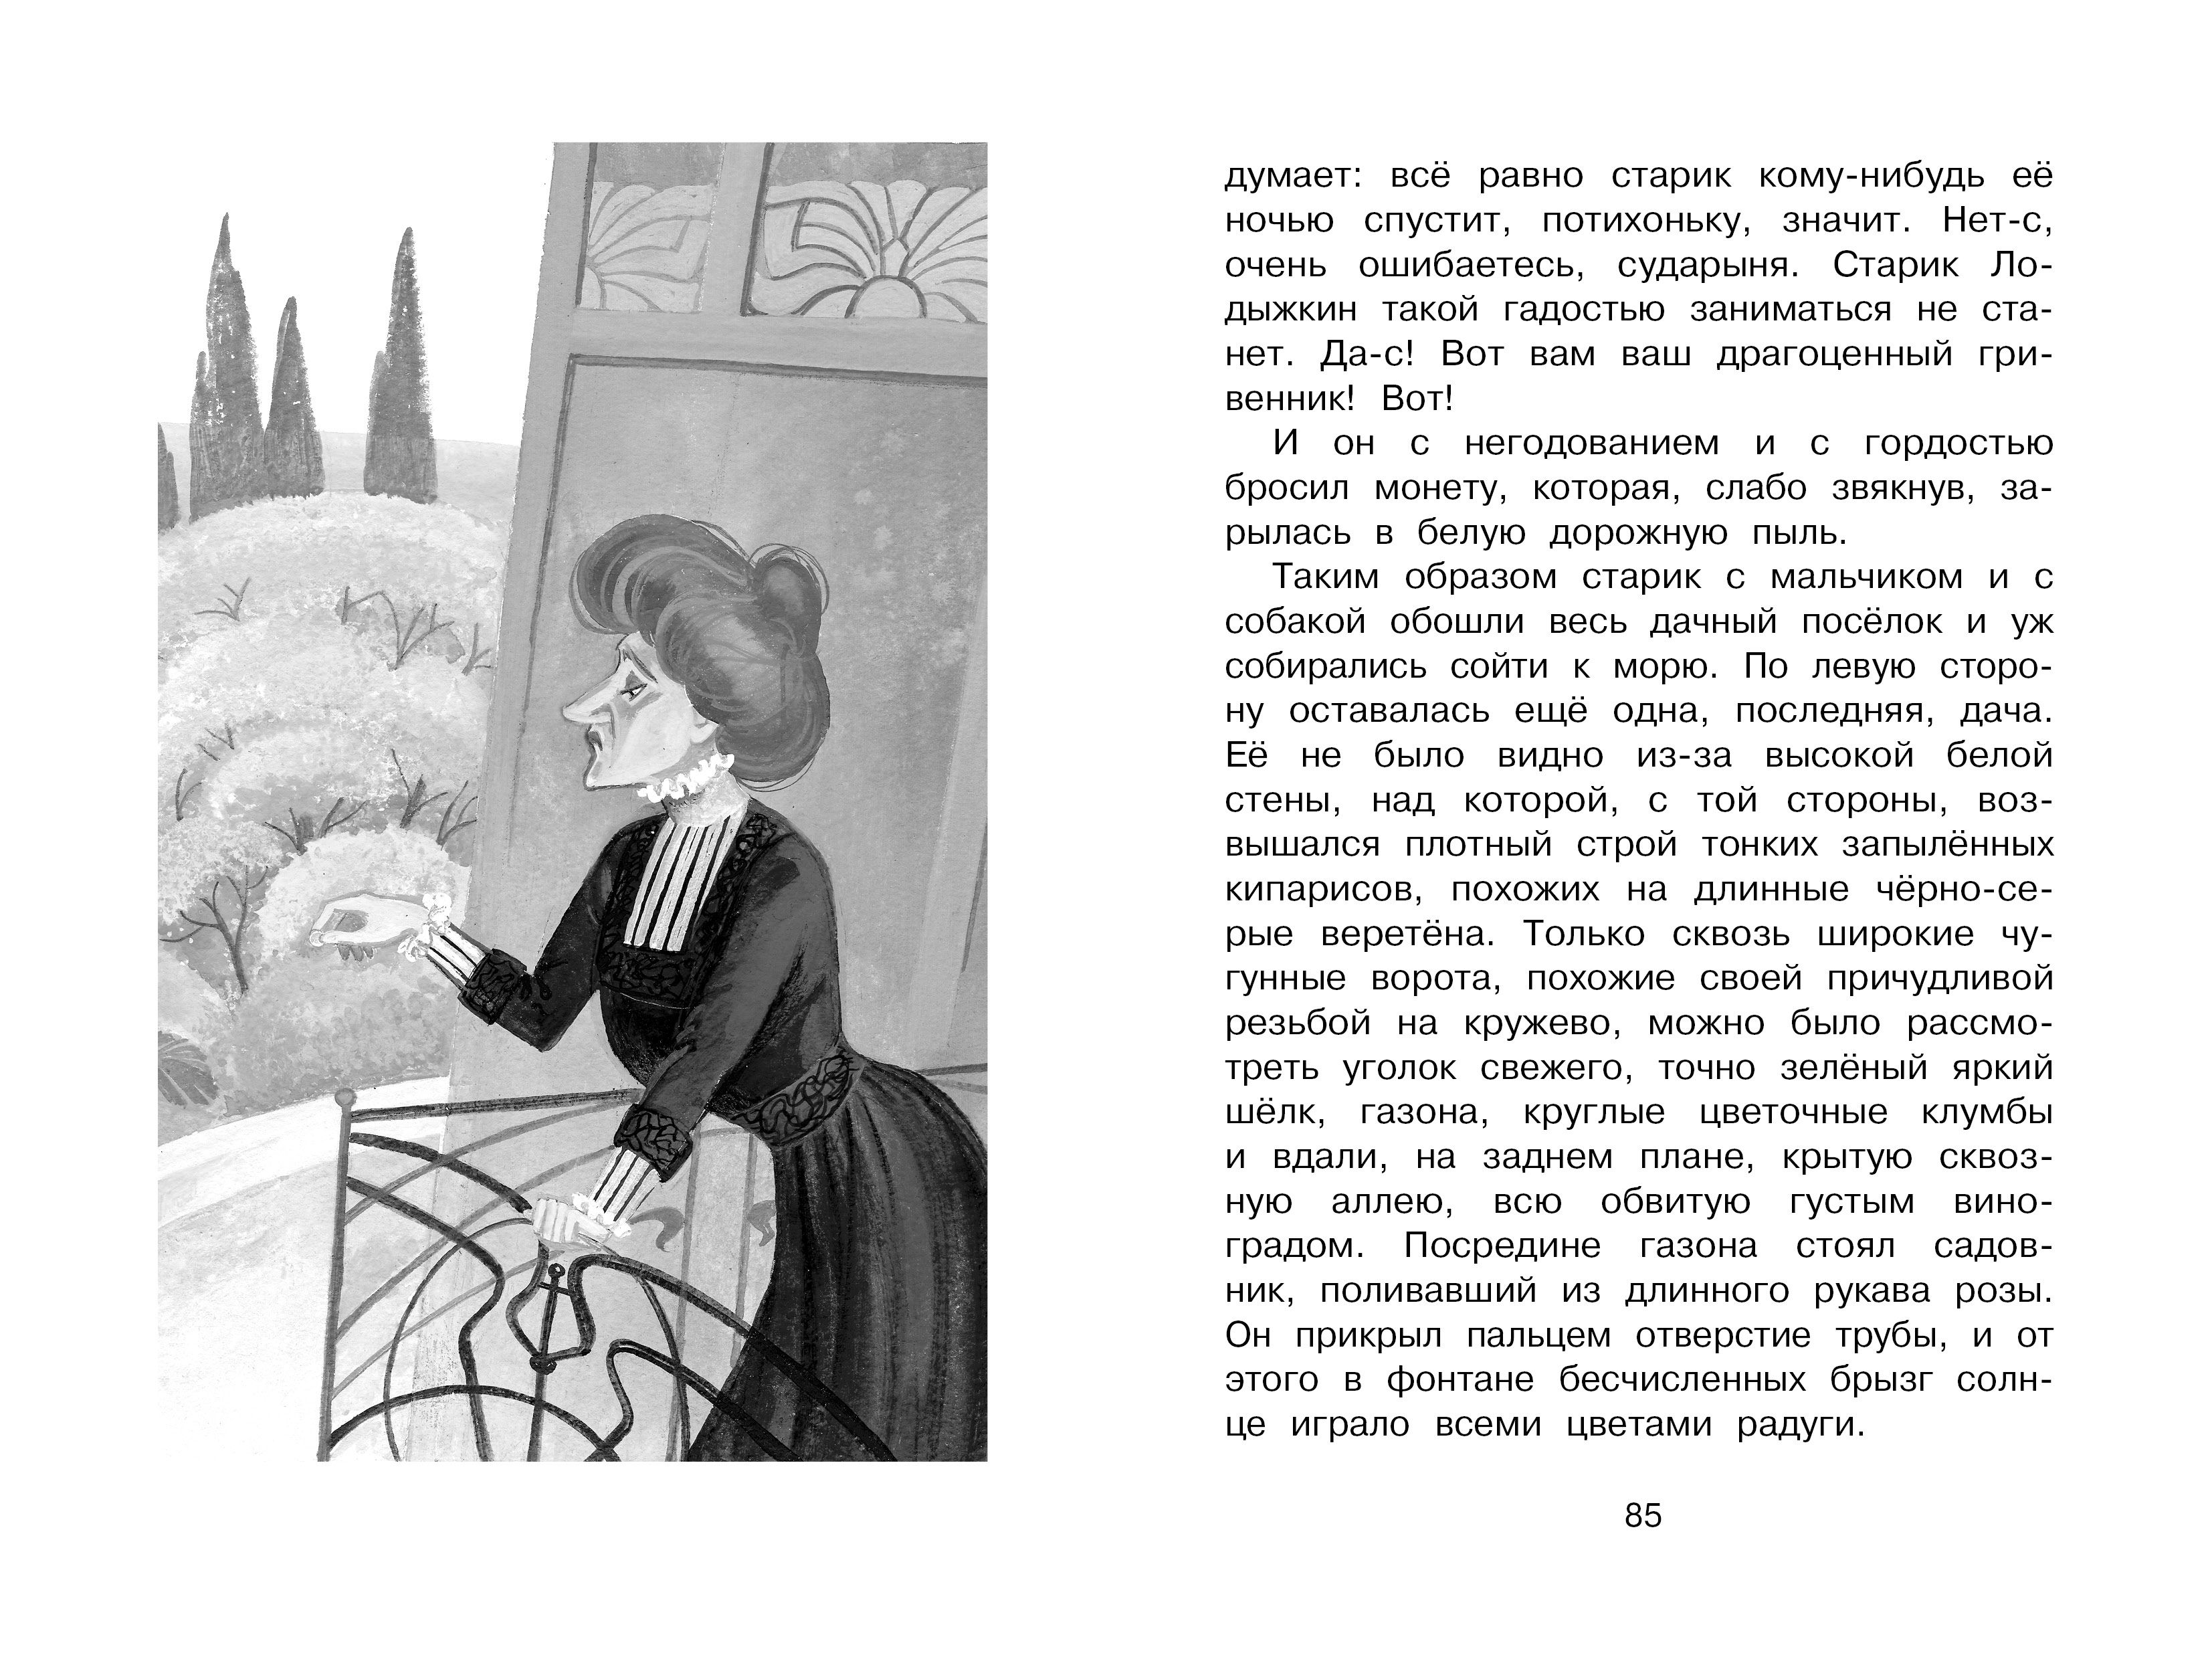 думает: всё равно старик кому-нибудь её
ночью спустит, потихоньку, значит. Нет-с,
очень ошибаетесь, сударыня. Старик Ло-
дыжкин такой гадостью заниматься не ста-
нет. Да-с! Вот вам ваш драгоценный гри-
венник! Вот!
И он с негодованием и с гордостью
бросил монету, которая, слабо звякнув, за-
рылась в белую дорожную пыль.
Таким образом старик с мальчиком и с
собакой обошли весь дачный посёлок и уж
собирались сойти к морю. По левую сторо-
ну оставалась ещё одна, последняя, дача.
Её не было видно из-за высокой белой
стены, над которой, с той стороны, воз-
вышался плотный строй тонких запылённых
кипарисов, похожих на длинные чёрно-се-
рые веретёна. Только сквозь широкие чу-
гунные ворота, похожие своей причудливой
резьбой на кружево, можно было рассмо-
треть уголок свежего, точно зелёный яркий
шёлк, газона, круглые цветочные клумбы
и вдали, на заднем плане, крытую сквоз-
ную аллею, всю обвитую густым вино-
градом. Посредине газона стоял садов-
ник, поливавший из длинного рукава розы.
Он прикрыл пальцем отверстие трубы, и от
этого в фонтане бесчисленных брызг солн-
це играло всеми цветами радуги.
85